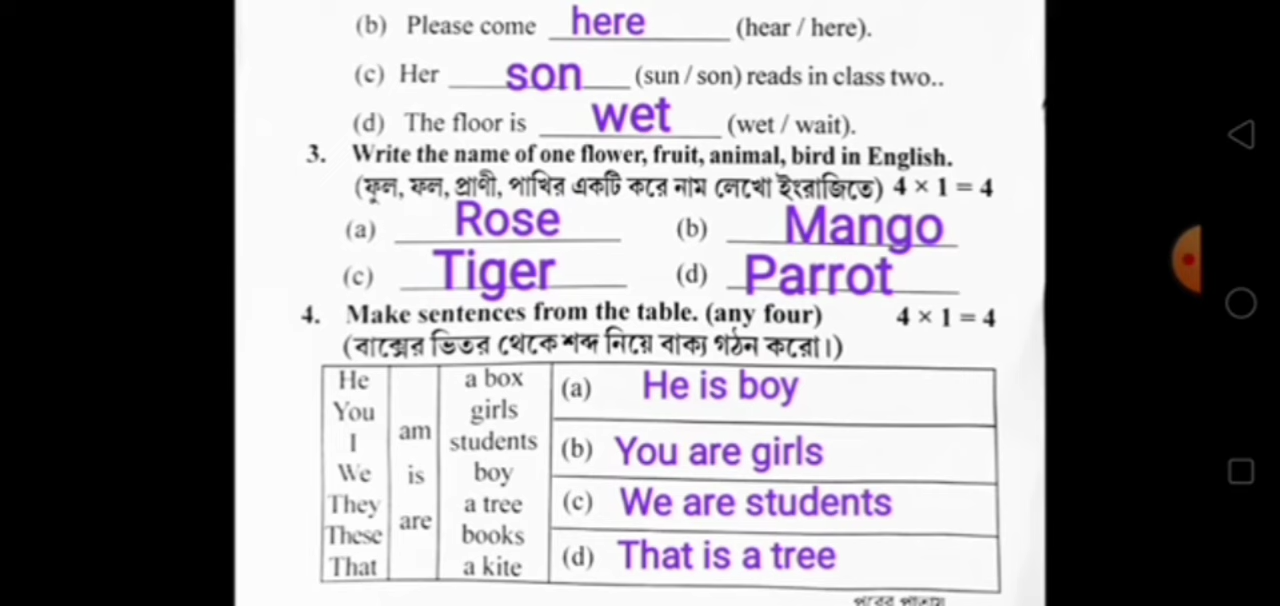 (b) Please come here (hear / here).
(c) Her son (sun / son) reads in class two..
(d) The floor is wet (wet / wait).
3. Write the name of one flower, fruit, animal, bird in English.
(ফুল, ফল, প্রাণী, পাখির একটি করে নাম লেখো ইংরাজিতে) 4 × 1 = 4
(a) Rose (b) Mango
(c) Tiger (d) Parrot
4. Make sentences from the table. (any four) 4 × 1 = 4
(বাক্সের ভিতর থেকে শব্দ নিয়ে বাক্য গঠন করো।)
He
You
I
We
They
These
That
am
is
are
a box
girls
students
boy
a tree
books
a kite
(a) He is boy
(b) You are girls
(c) We are students
(d) That is a tree